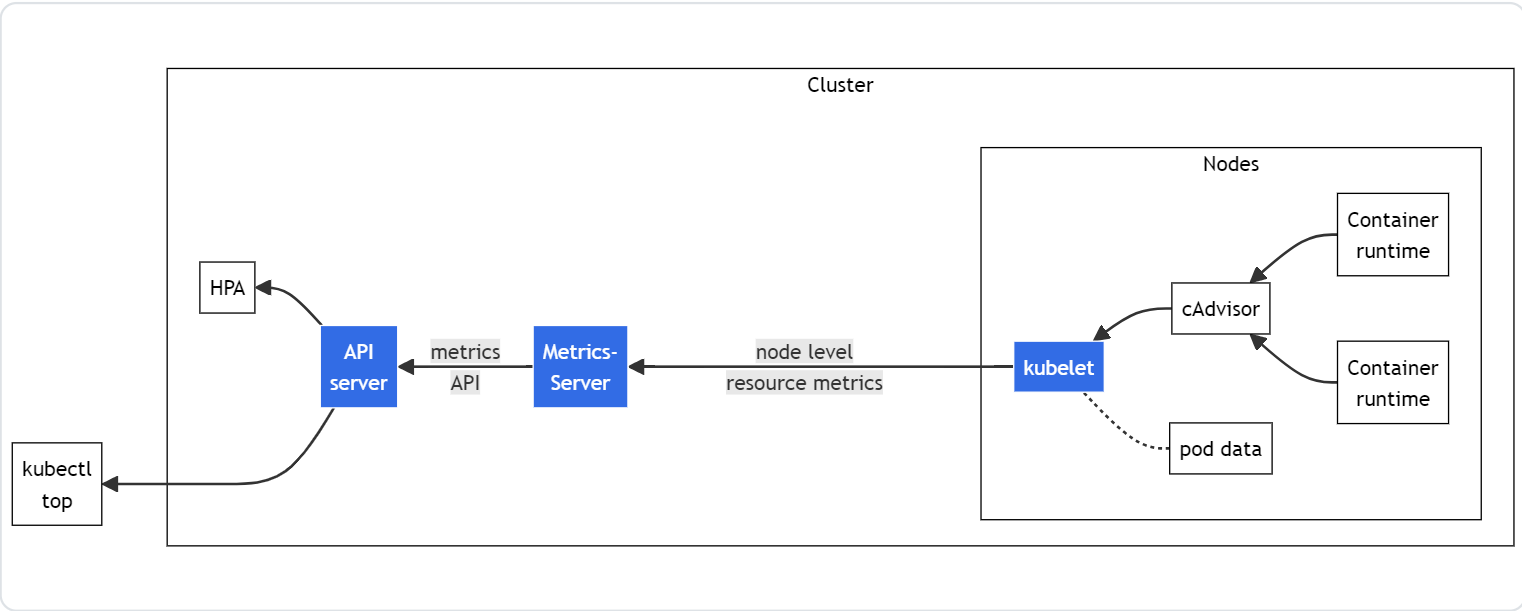 Cluster
Nodes
Container
runtime
HPA
cAdvisor
API
server
metrics
API
Metrics-
Server
node level
resource metrics
kubelet
Container
runtime
pod data
kubectl
top